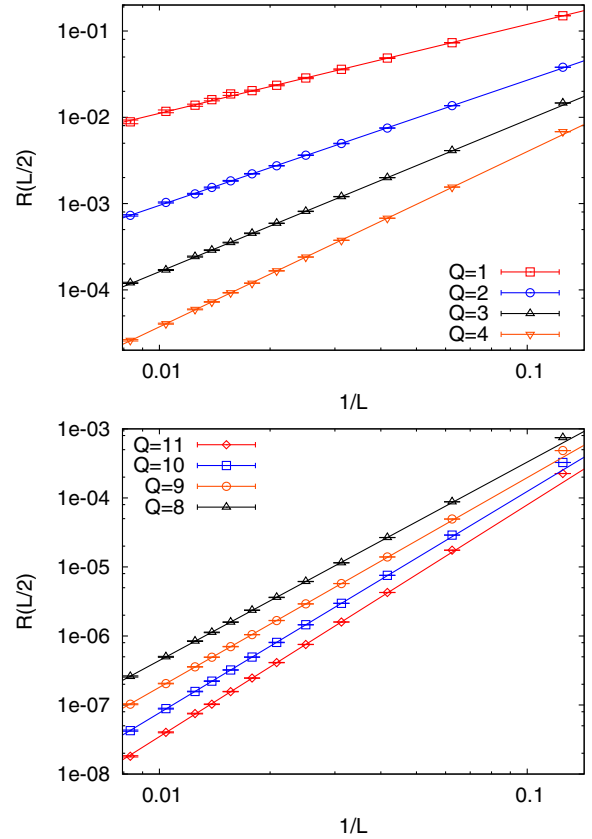 1e-01
1e-02
1e-03
1e-04
R(L/2)
Q=1
Q=2
Q=3
Q=4
0.01
0.1
1/L
1e-03
1e-04
1e-05
1e-06
1e-07
1e-08
R(L/2)
Q=11
Q=10
Q=9
Q=8
0.01
0.1
1/L